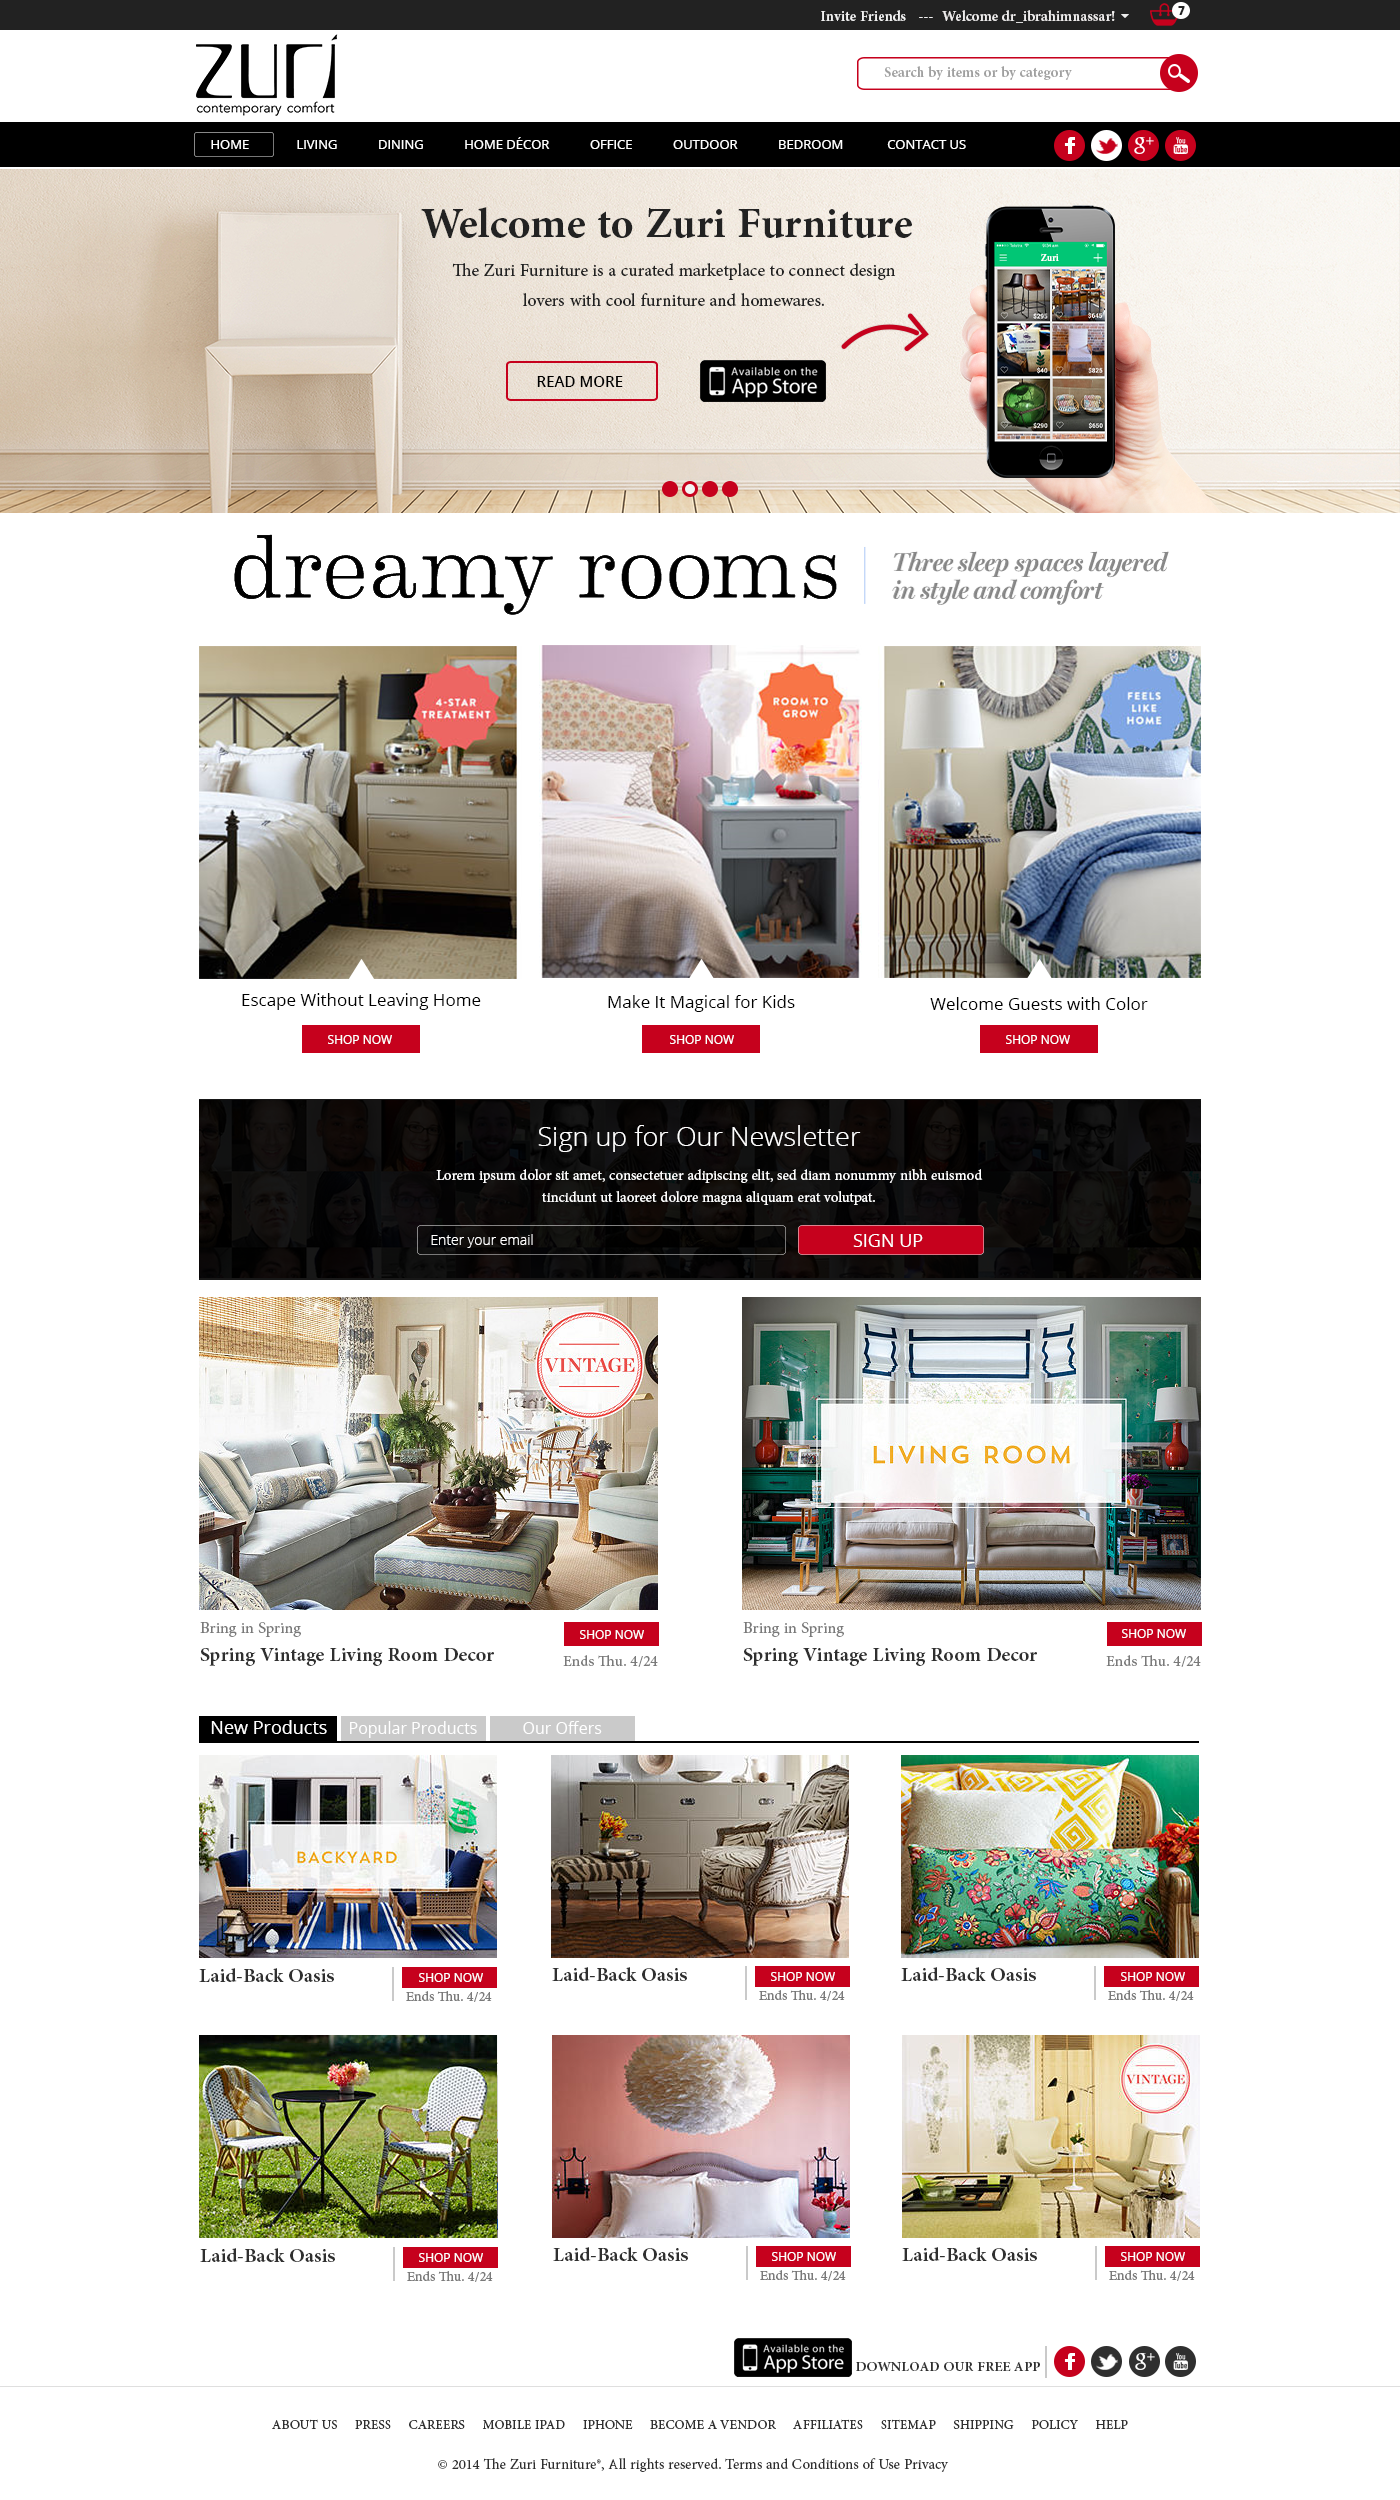 Invite Friends --- Welcome dr_ibrahimnassar! 7
zurí
contemporary comfort
Search by items or by category
HOME LIVING DINING HOME DÉCOR OFFICE OUTDOOR BEDROOM CONTACT US
You Tube
Welcome to Zuri Furniture
The Zuri Furniture is a curated marketplace to connect design
lovers with cool furniture and homewares.
READ MORE
Available on the
App Store
Zuri
$295 $645
$40 $825
$290 $650
dreamy rooms
Three sleep spaces layered
in style and comfort
4-STAR
TREATMENT
ROOM TO
GROW
FEELS
LIKE
HOME
Escape Without Leaving Home
Make It Magical for Kids
Welcome Guests with Color
SHOP NOW SHOP NOW SHOP NOW
Sign up for Our Newsletter
Lorem ipsum dolor sit amet, consectetuer adipiscing elit, sed diam nonummy nibh euismod
tincidunt ut laoreet dolore magna aliquam erat volutpat.
Enter your email SIGN UP
VINTAGE
LIVING ROOM
Bring in Spring SHOP NOW
Spring Vintage Living Room Decor
Ends Thu. 4/24
Bring in Spring SHOP NOW
Spring Vintage Living Room Decor
Ends Thu. 4/24
New Products Popular Products Our Offers
BACKYARD
Laid-Back Oasis SHOP NOW
Ends Thu. 4/24
Laid-Back Oasis SHOP NOW
Ends Thu. 4/24
Laid-Back Oasis SHOP NOW
Ends Thu. 4/24
VINTAGE
Laid-Back Oasis SHOP NOW
Ends Thu. 4/24
Laid-Back Oasis SHOP NOW
Ends Thu. 4/24
Laid-Back Oasis SHOP NOW
Ends Thu. 4/24
Available on the
App Store
DOWNLOAD OUR FREE APP
You Tube
ABOUT US PRESS CAREERS MOBILE IPAD IPHONE BECOME A VENDOR AFFILIATES SITEMAP SHIPPING POLICY HELP
© 2014 The Zuri Furniture®, All rights reserved. Terms and Conditions of Use Privacy